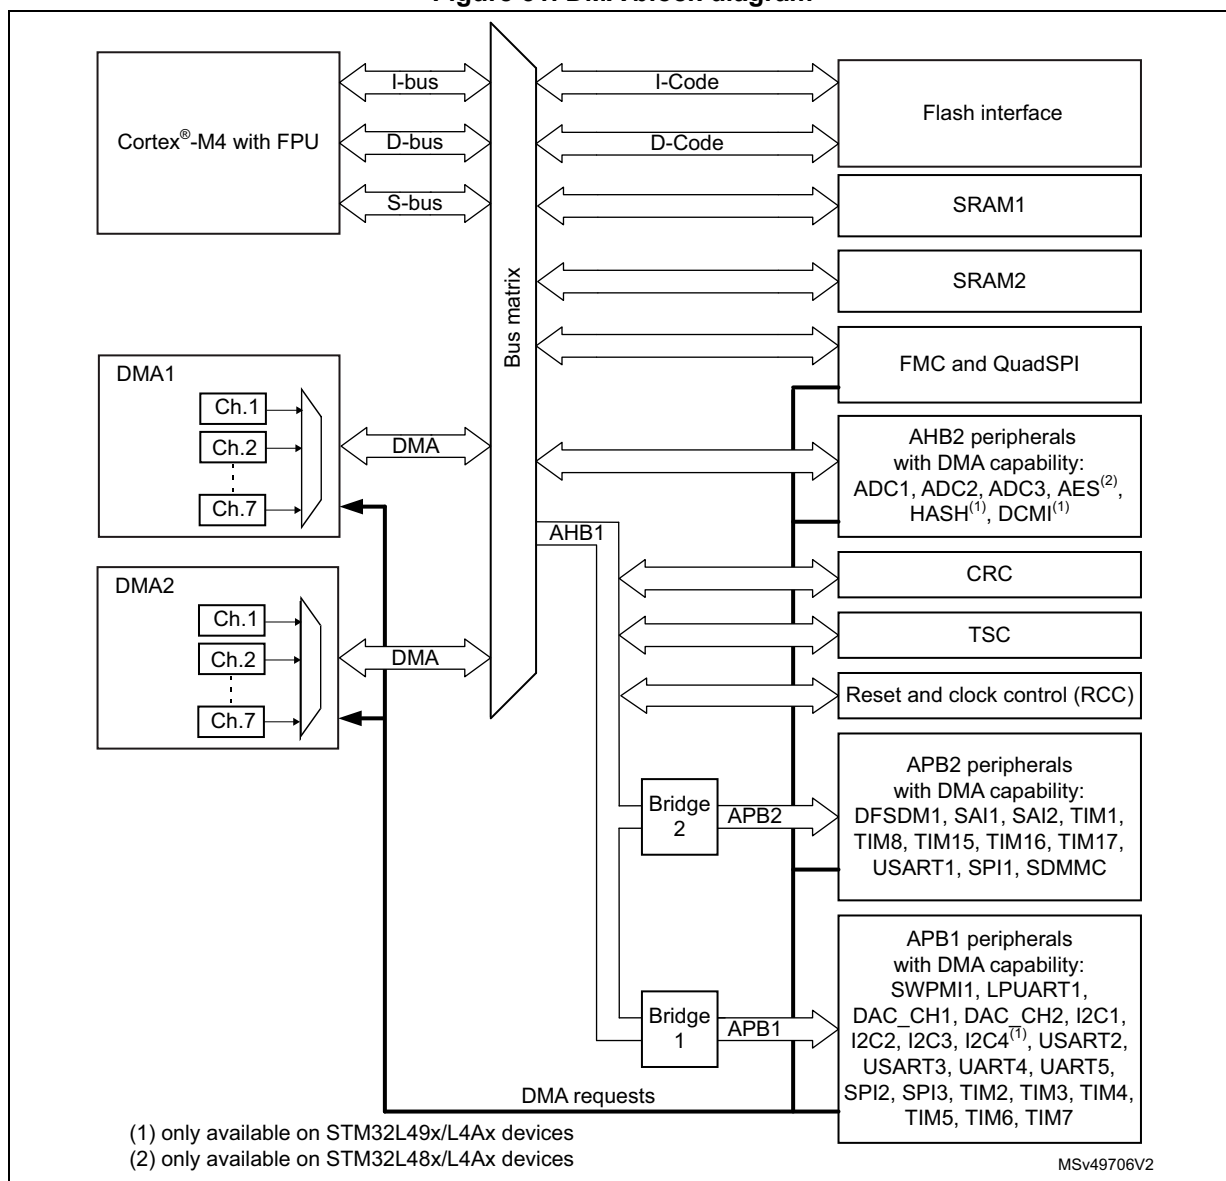 Figure 31. DMA block diagram
Cortex®-M4 with FPU
I-bus
D-bus
S-bus
Bus matrix
I-Code
D-Code
Flash interface
SRAM1
SRAM2
FMC and QuadSPI
DMA1
Ch.1
Ch.2
Ch.7
DMA
AHB2 peripherals
with DMA capability:
ADC1, ADC2, ADC3, AES(2),
HASH(1), DCMI(1)
AHB1
DMA2
Ch.1
Ch.2
Ch.7
DMA
CRC
TSC
Reset and clock control (RCC)
Bridge
2
APB2
APB2 peripherals
with DMA capability:
DFSDM1, SAI1, SAI2, TIM1,
TIM8, TIM15, TIM16, TIM17,
USART1, SPI1, SDMMC
Bridge
1
APB1
APB1 peripherals
with DMA capability:
SWPMI1, LPUART1,
DAC_CH1, DAC_CH2, I2C1,
I2C2, I2C3, I2C4(1), USART2,
USART3, UART4, UART5,
SPI2, SPI3, TIM2, TIM3, TIM4,
TIM5, TIM6, TIM7
DMA requests
(1) only available on STM32L49x/L4Ax devices
(2) only available on STM32L48x/L4Ax devices
MSv49706V2